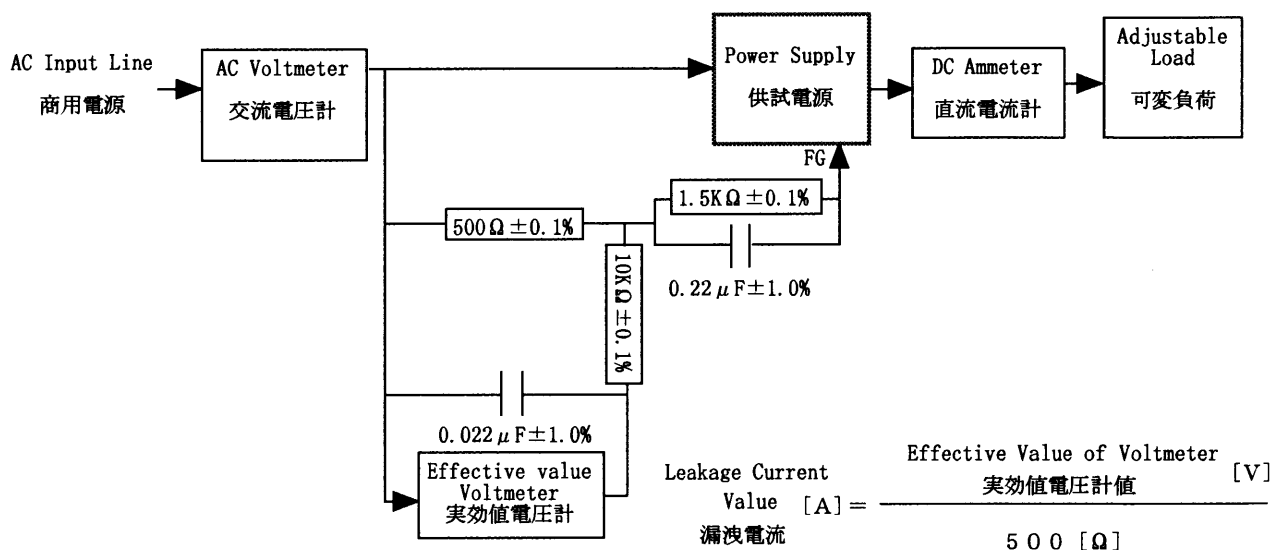 AC Input Line
商用電源
AC Voltmeter
交流電圧計
Power Supply
供試電源
FG
DC Ammeter
直流電流計
Adjustable
Load
可変負荷
1.5KΩ±0.1%
500Ω±0.1%
0.22μF±1.0%
10KΩ±0.1%
0.022μF±1.0%
Effective value
Voltmeter
実効値電圧計
Leakage Current
Value [A]=
漏洩電流
Effective Value of Voltmeter
実効値電圧計値 [V]
500 [Ω]